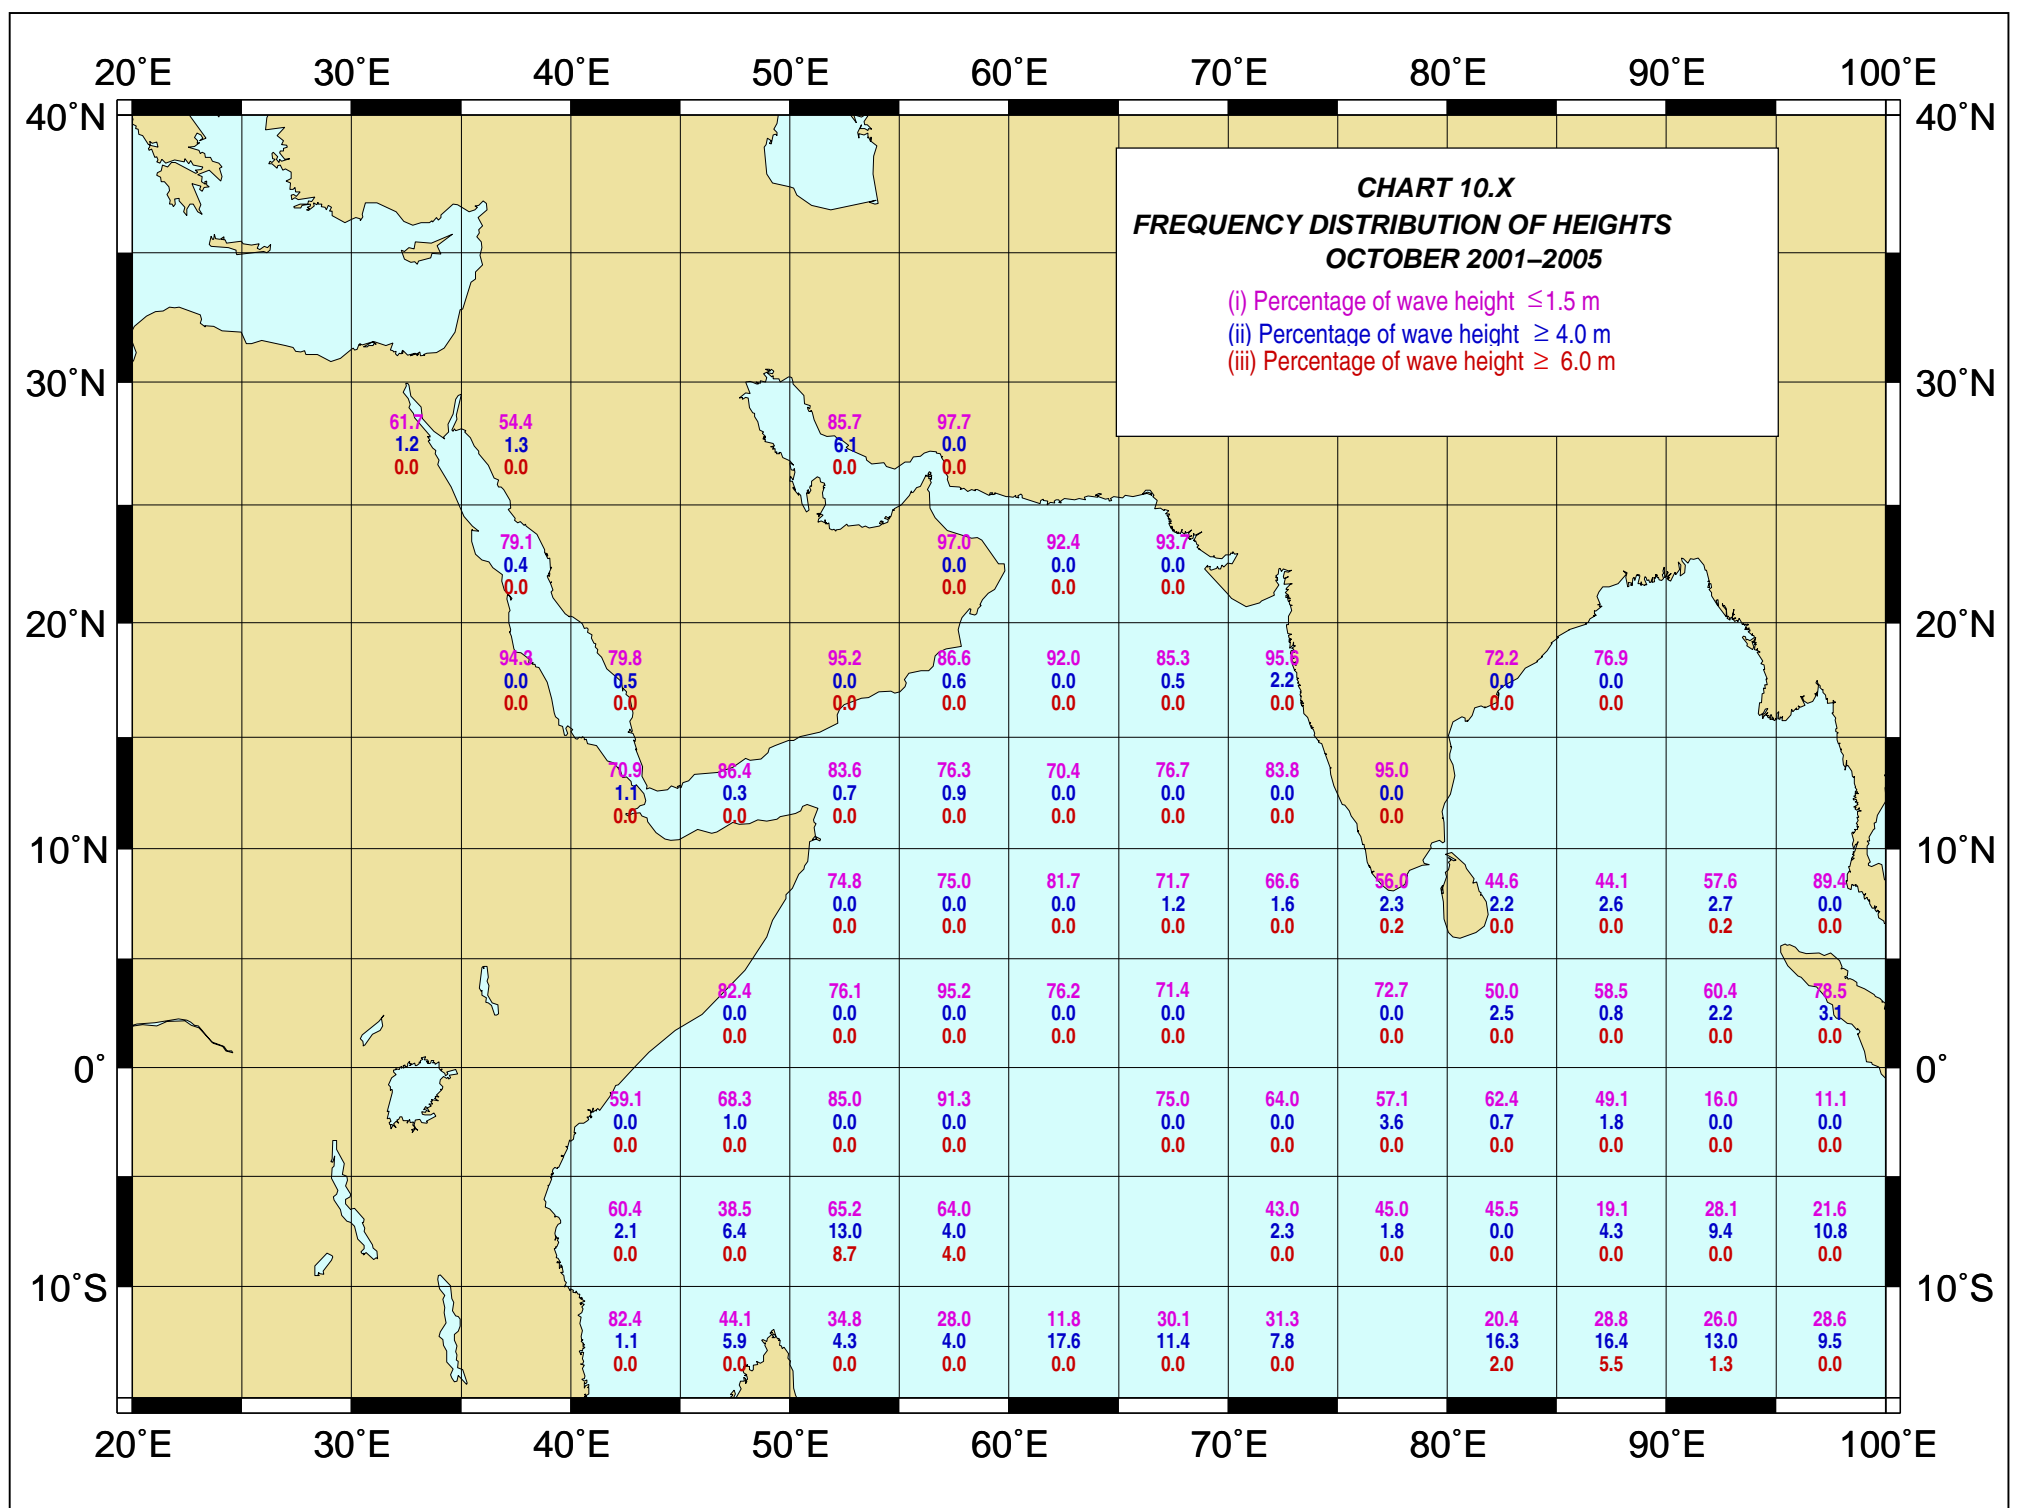 20˚E 30˚E 40˚E 50˚E 60˚E 70˚E 80˚E 90˚E 100˚E
40˚N 40˚N
CHART 10.X
FREQUENCY DISTRIBUTION OF HEIGHTS
OCTOBER 2001–2005
(i) Percentage of wave height ≤1.5 m
(ii) Percentage of wave height ≥ 4.0 m
(iii) Percentage of wave height ≥ 6.0 m
30˚N 30˚N
61.7 54.4 85.7 97.7
1.2 1.3 6.1 0.0
0.0 0.0 0.0 0.0
79.1 97.0 92.4 93.7
0.4 0.0 0.0 0.0
0.0 0.0 0.0 0.0
20˚N 20˚N
94.3 79.8 95.2 86.6 92.0 85.3 95.6 72.2 76.9
0.0 0.5 0.0 0.6 0.0 0.5 2.2 0.0 0.0
0.0 0.0 0.0 0.0 0.0 0.0 0.0 0.0 0.0
70.9 86.4 83.6 76.3 70.4 76.7 83.8 95.0
1.1 0.3 0.7 0.9 0.0 0.0 0.0 0.0
0.0 0.0 0.0 0.0 0.0 0.0 0.0 0.0
10˚N 10˚N
74.8 75.0 81.7 71.7 66.6 56.0 44.6 44.1 57.6 89.4
0.0 0.0 0.0 1.2 1.6 2.3 2.2 2.6 2.7 0.0
0.0 0.0 0.0 0.0 0.0 0.2 0.0 0.0 0.2 0.0
82.4 76.1 95.2 76.2 71.4 72.7 50.0 58.5 60.4 78.5
0.0 0.0 0.0 0.0 0.0 0.0 2.5 0.8 2.2 3.1
0.0 0.0 0.0 0.0 0.0 0.0 0.0 0.0 0.0 0.0
0˚ 0˚
59.1 68.3 85.0 91.3 75.0 64.0 57.1 62.4 49.1 16.0 11.1
0.0 1.0 0.0 0.0 0.0 0.0 3.6 0.7 1.8 0.0 0.0
0.0 0.0 0.0 0.0 0.0 0.0 0.0 0.0 0.0 0.0 0.0
60.4 38.5 65.2 64.0 43.0 45.0 45.5 19.1 28.1 21.6
2.1 6.4 13.0 4.0 2.3 1.8 0.0 4.3 9.4 10.8
0.0 0.0 8.7 4.0 0.0 0.0 0.0 0.0 0.0 0.0
10˚S 10˚S
82.4 44.1 34.8 28.0 11.8 30.1 31.3 20.4 28.8 26.0 28.6
1.1 5.9 4.3 4.0 17.6 11.4 7.8 16.3 16.4 13.0 9.5
0.0 0.0 0.0 0.0 0.0 0.0 0.0 2.0 5.5 1.3 0.0
20˚E 30˚E 40˚E 50˚E 60˚E 70˚E 80˚E 90˚E 100˚E